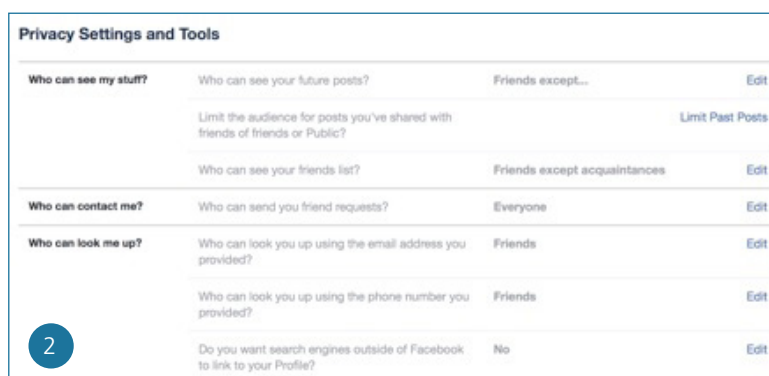 Privacy Settings and Tools
Who can see my stuff? Who can see your future posts? Friends except... Edit
Limit the audience for posts you've shared with
friends of friends or Public? Limit Past Posts
Who can see your friends list? Friends except acquaintances Edit
Who can contact me? Who can send you friend requests? Everyone Edit
Who can look me up? Who can look you up using the email address you
provided? Friends Edit
Who can look you up using the phone number you
provided? Friends Edit
Do you want search engines outside of Facebook
to link to your Profile? No Edit
2